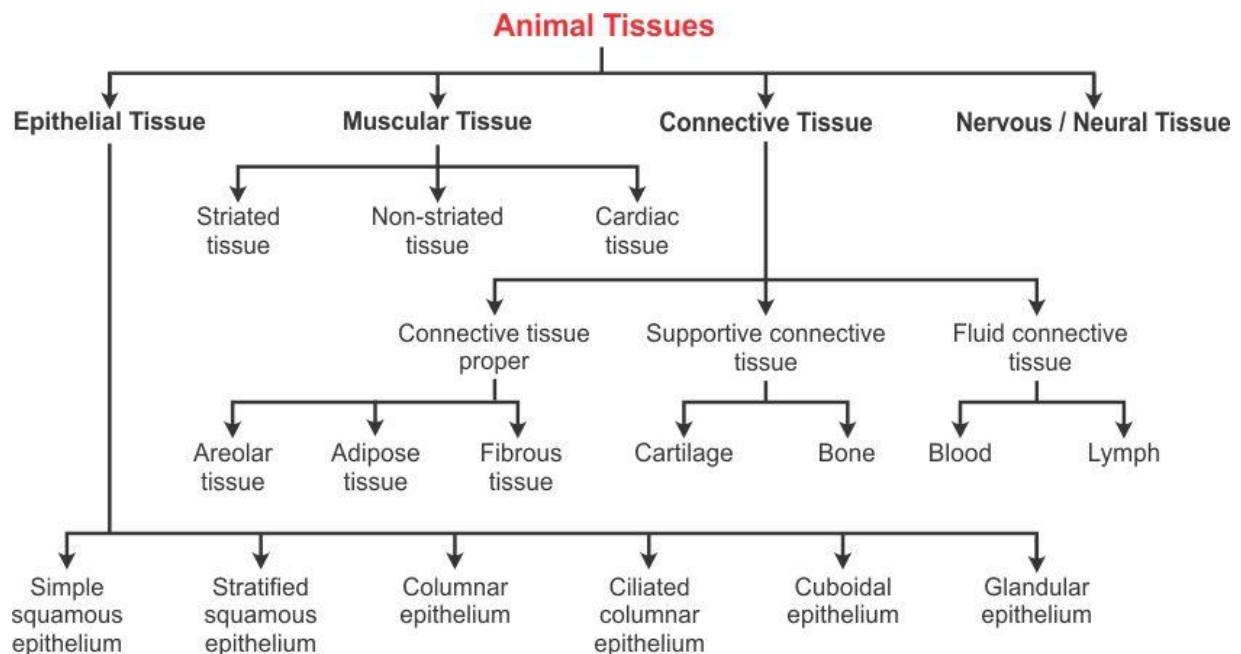 Animal Tissues
Epithelial Tissue
Muscular Tissue
Connective Tissue
Nervous / Neural Tissue
Striated
tissue
Non-striated
tissue
Cardiac
tissue
Connective tissue
proper
Supportive connective
tissue
Fluid connective
tissue
Areolar
tissue
Adipose
tissue
Fibrous
tissue
Cartilage
Bone
Blood
Lymph
Simple
squamous
epithelium
Stratified
squamous
epithelium
Columnar
epithelium
Ciliated
columnar
epithelium
Cuboidal
epithelium
Glandular
epithelium